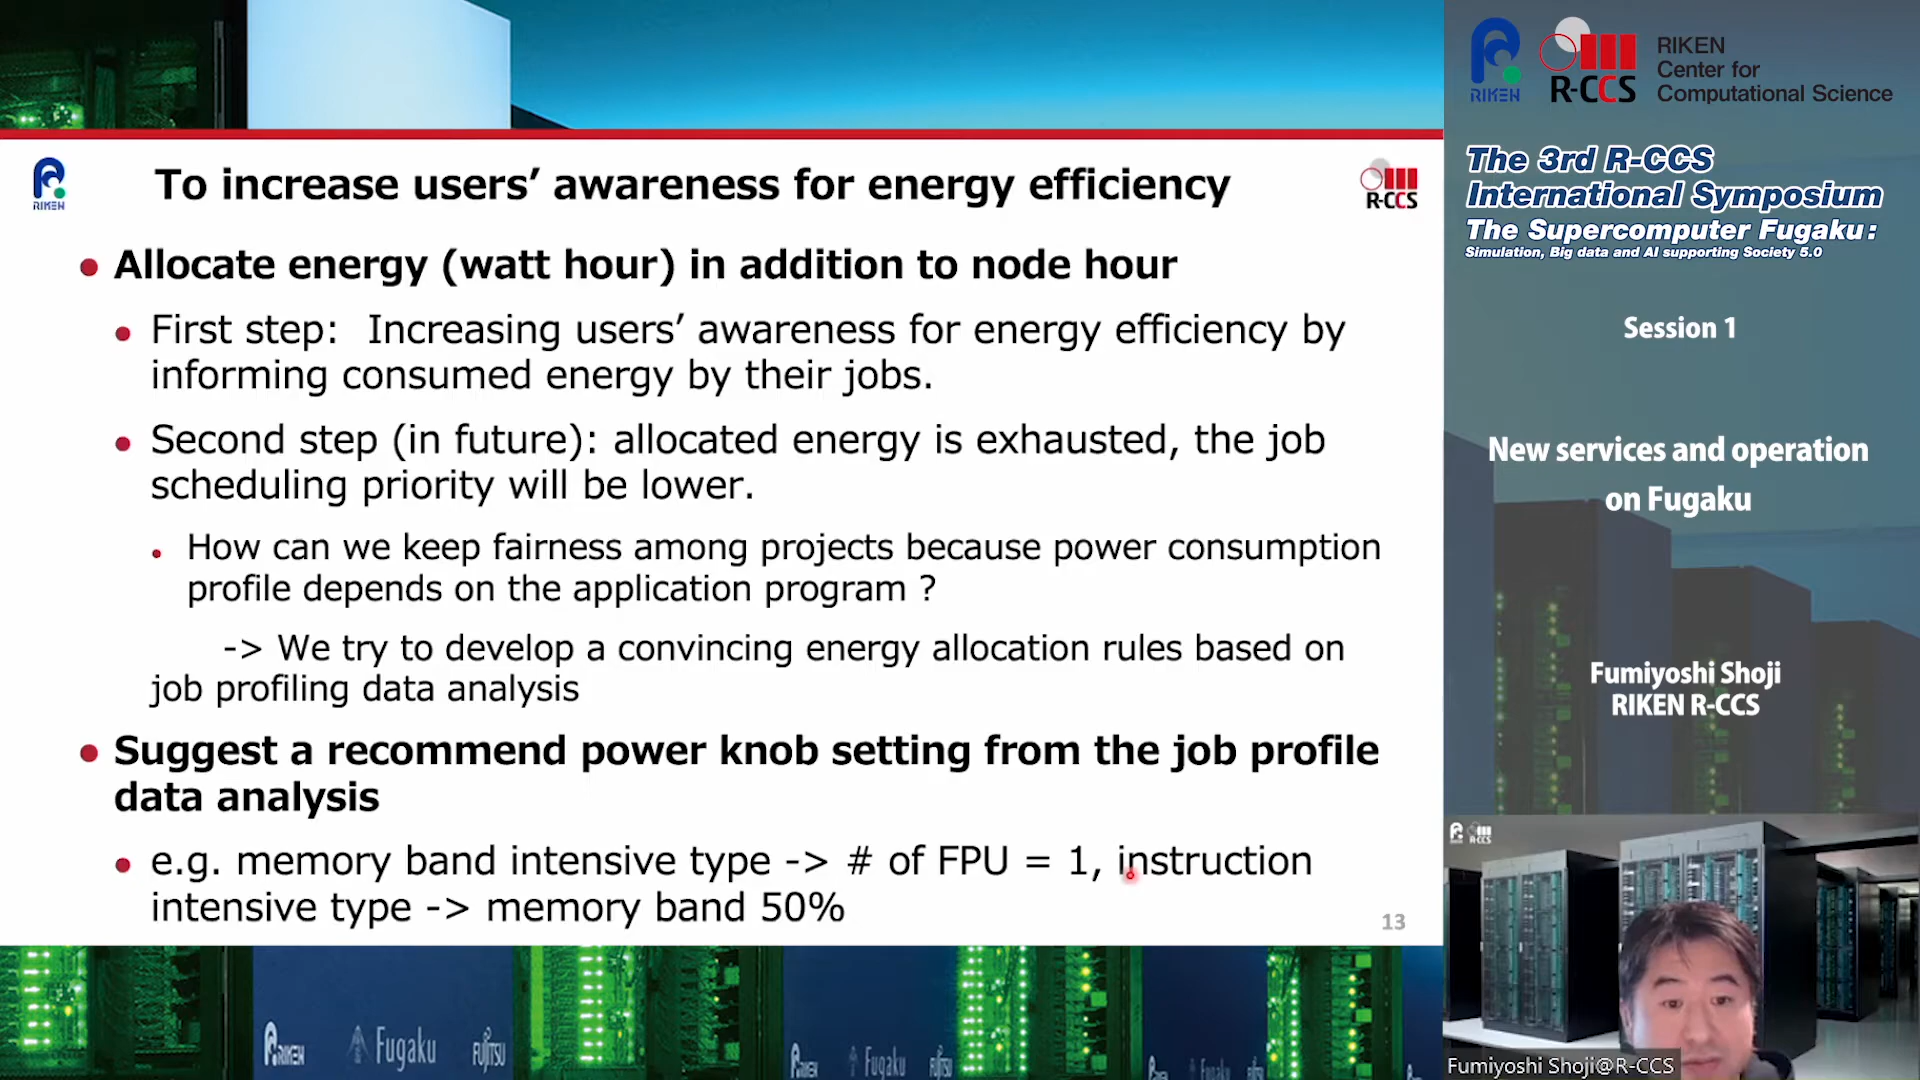 RIKEN
R-CCS
RIKEN
Center for
Computational Science
The 3rd R-CCS
International Symposium
The Supercomputer Fugaku:
Simulation, Big data and AI supporting Society 5.0
Session 1
New services and operation
on Fugaku
Fumiyoshi Shoji
RIKEN R-CCS
RIKEN
To increase users’ awareness for energy efficiency
R-CCS
Allocate energy (watt hour) in addition to node hour
First step: Increasing users’ awareness for energy efficiency by
informing consumed energy by their jobs.
Second step (in future): allocated energy is exhausted, the job
scheduling priority will be lower.
How can we keep fairness among projects because power consumption
profile depends on the application program ?
-> We try to develop a convincing energy allocation rules based on
job profiling data analysis
Suggest a recommend power knob setting from the job profile
data analysis
e.g. memory band intensive type -> # of FPU = 1, instruction
intensive type -> memory band 50%
13
RIKEN
Fugaku
FUJITSU
RIKEN
Fugaku
FUJITSU
RIKEN
Fugaku
R-CCS
Fumiyoshi Shoji@R-CCS